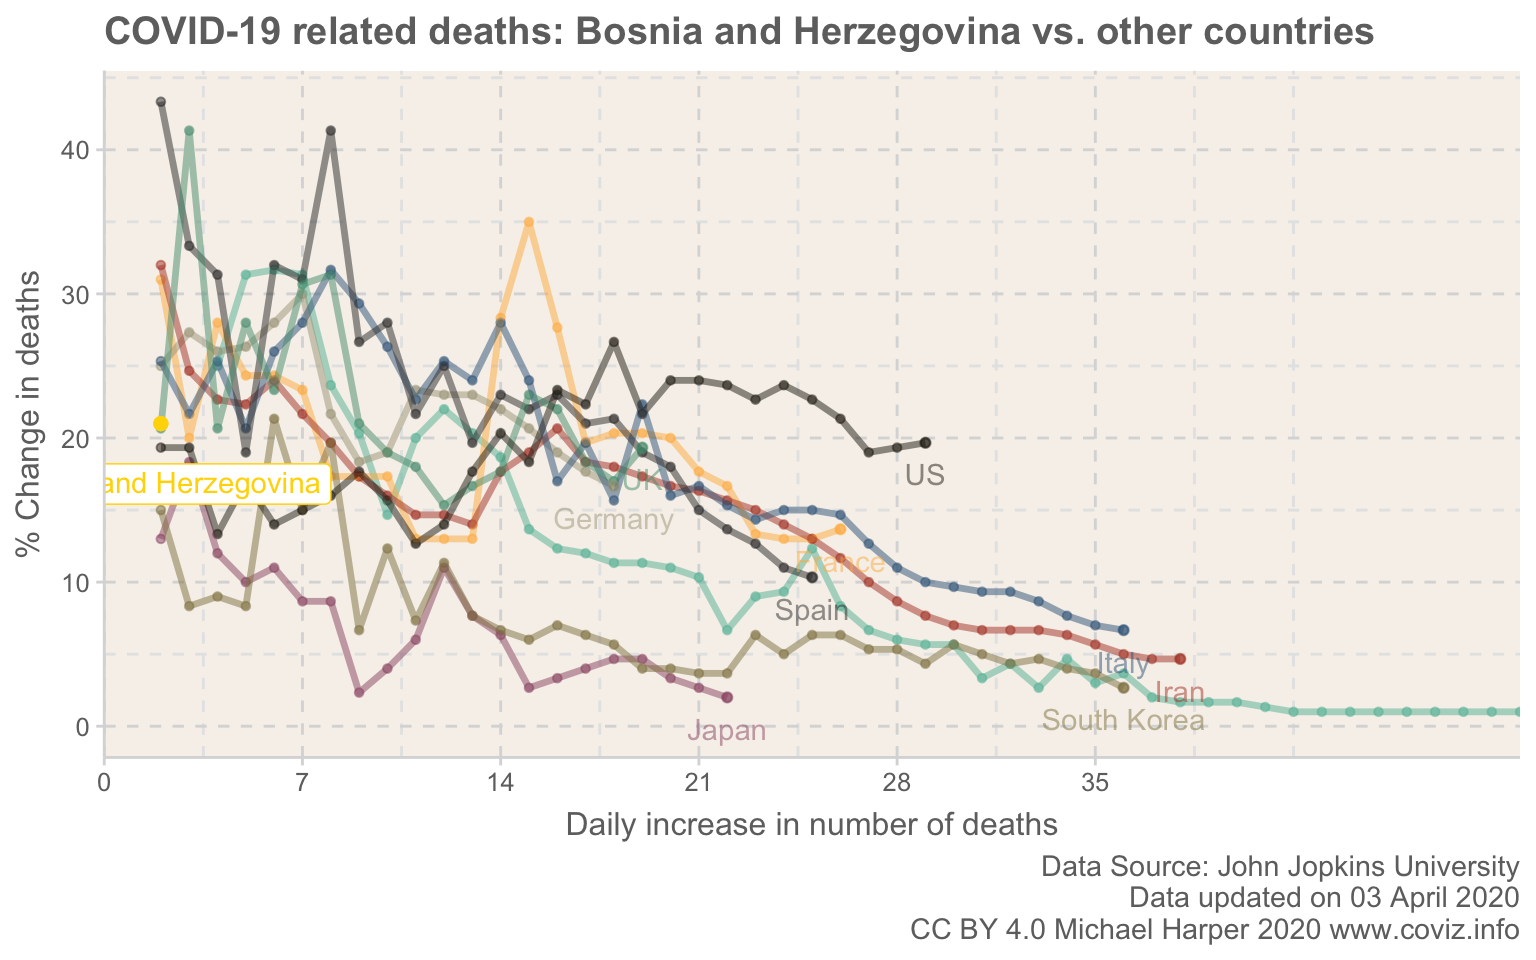 COVID-19 related deaths: Bosnia and Herzegovina vs. other countries
% Change in deaths
40
30
20
10
0
and Herzegovina
UK
US
Germany
France
Spain
Italy
Iran
South Korea
Japan
0 7 14 21 28 35
Daily increase in number of deaths
Data Source: John Jopkins University
Data updated on 03 April 2020
CC BY 4.0 Michael Harper 2020 www.coviz.info